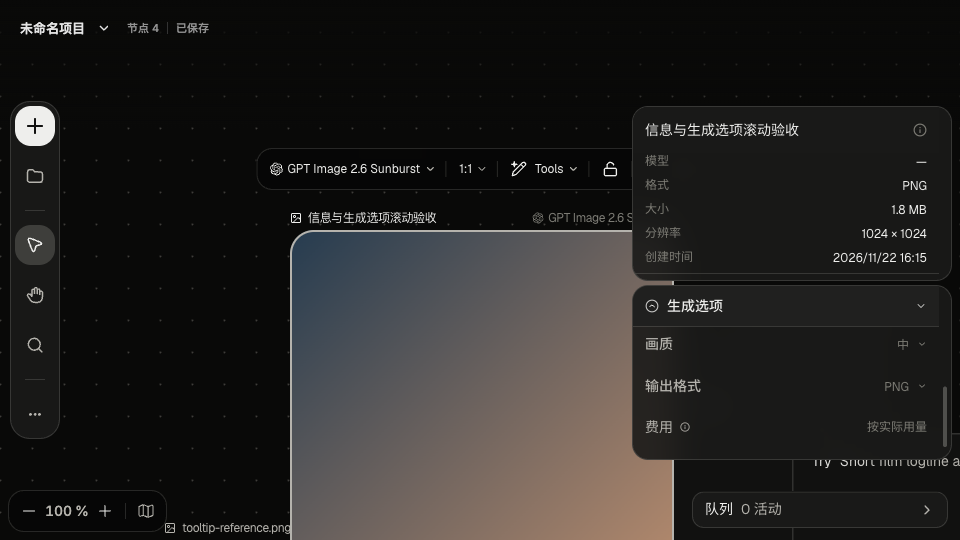 未命名项目 节点 4 已保存
GPT Image 2.6 Sunburst 1:1 Tools
信息与生成选项滚动验收 GPT Image 2.6 S
信息与生成选项滚动验收
模型 —
格式 PNG
大小 1.8 MB
分辨率 1024 × 1024
创建时间 2026/11/22 16:15
生成选项
画质 中
输出格式 PNG
费用 按实际用量
Try "Short film logline a
队列 0 活动
100 %
tooltip-reference.png